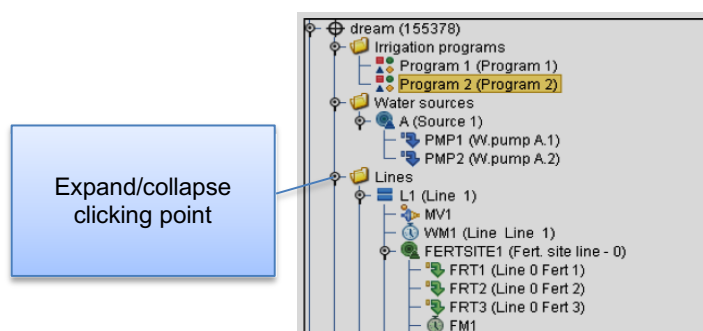 dream (155378)
Irrigation programs
Program 1 (Program 1)
Program 2 (Program 2)
Water sources
A (Source 1)
PMP1 (W.pump A.1)
PMP2 (W.pump A.2)
Lines
L1 (Line 1)
MV1
WM1 (Line Line 1)
FERTSITE1 (Fert. site line - 0)
FRT1 (Line 0 Fert 1)
FRT2 (Line 0 Fert 2)
FRT3 (Line 0 Fert 3)
FM1
Expand/collapse
clicking point